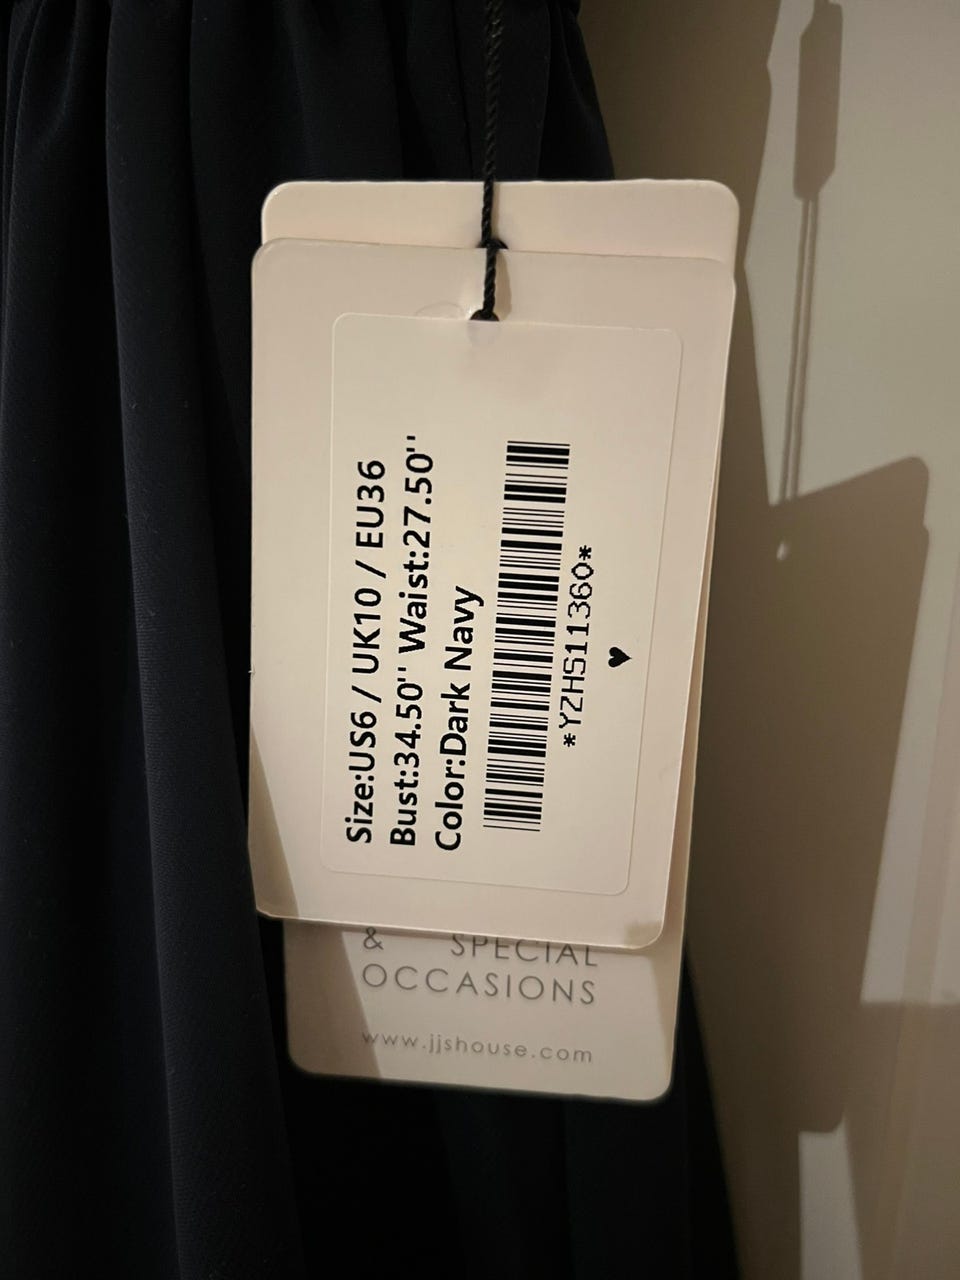 Size:US6 / UK10 / EU36
Bust:34.50'' Waist:27.50''
Color:Dark Navy
*YZHS11360*
& SPECIAL
OCCASIONS
www.jjshouse.com